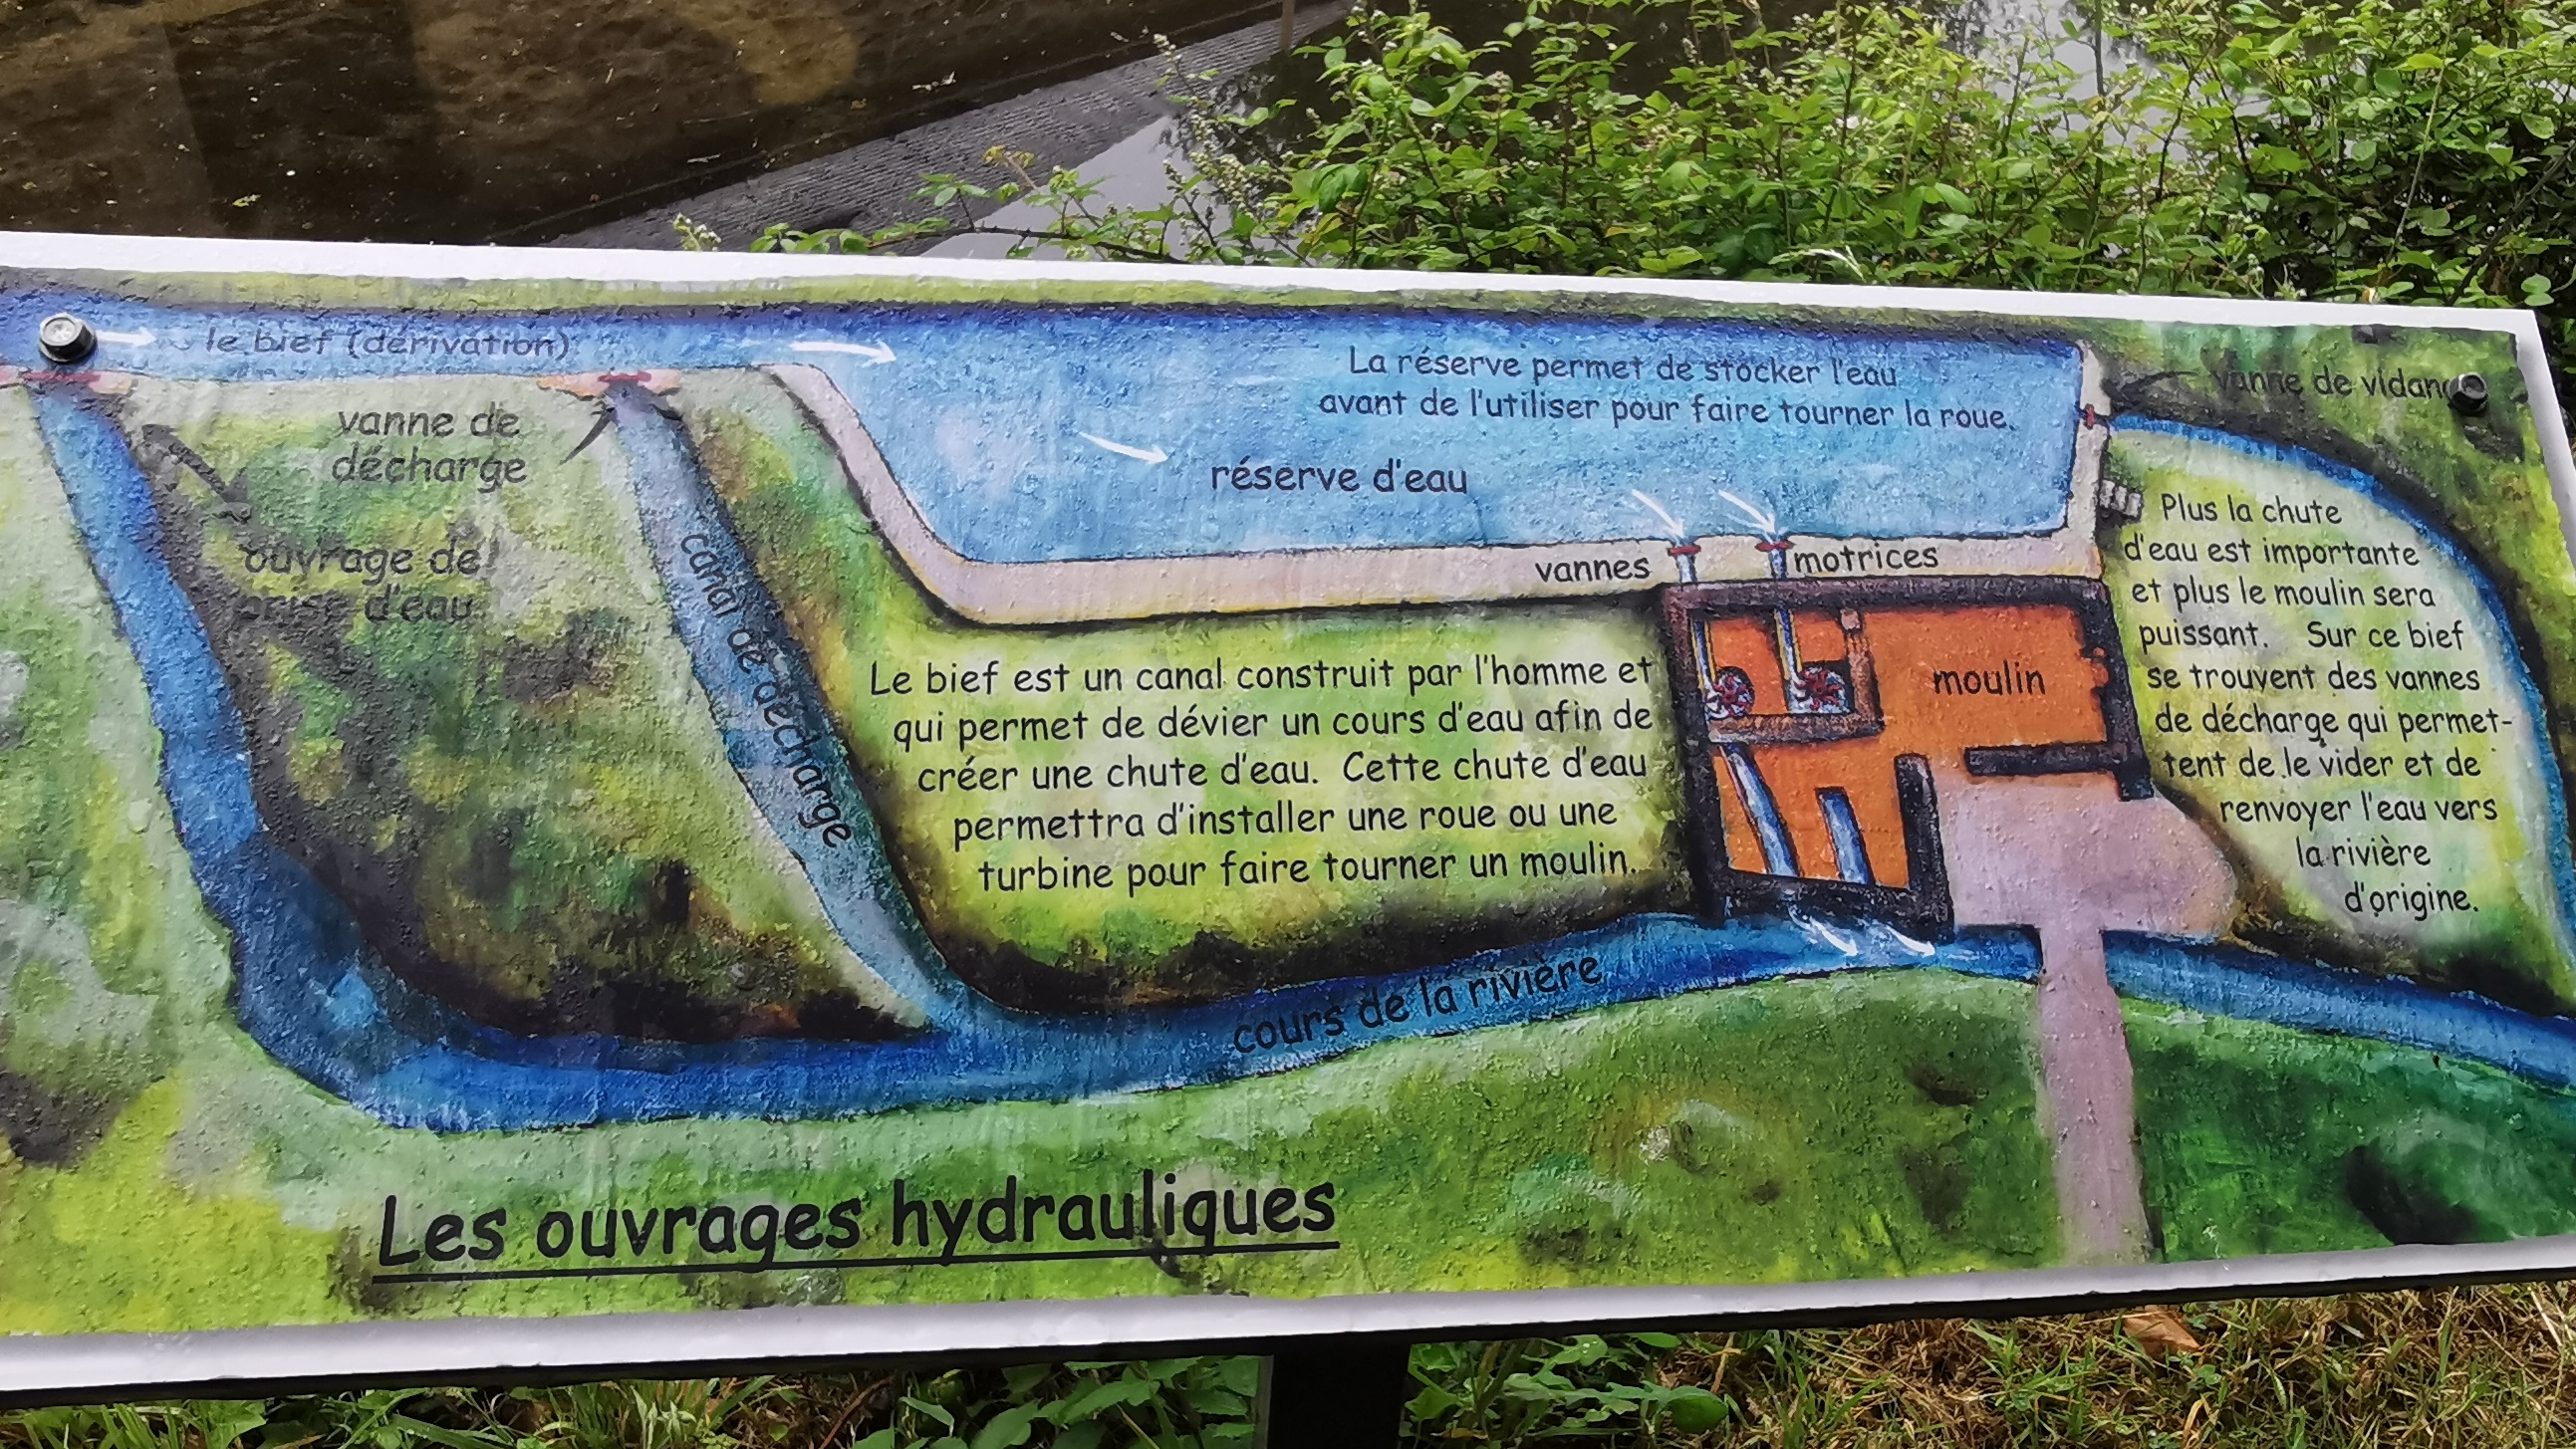 le bief (dérivation)
vanne de
décharge
ouvrage de
prise d'eau
canal de décharge
La réserve permet de stocker l'eau
avant de l'utiliser pour faire tourner la roue.
réserve d'eau
vanne de
vannes motrices
moulin
Le bief est un canal construit par l'homme et
qui permet de dévier un cours d'eau afin de
créer une chute d'eau. Cette chute d'eau
permettra d'installer une roue ou une
turbine pour faire tourner un moulin.
Plus la chute
d'eau est importante
et plus le moulin sera
puissant. Sur ce bief
se trouvent des vannes
de décharge qui permet-
tent de le vider et de
renvoyer l'eau vers
la rivière
d'origine.
cours de la rivière
Les ouvrages hydrauliques